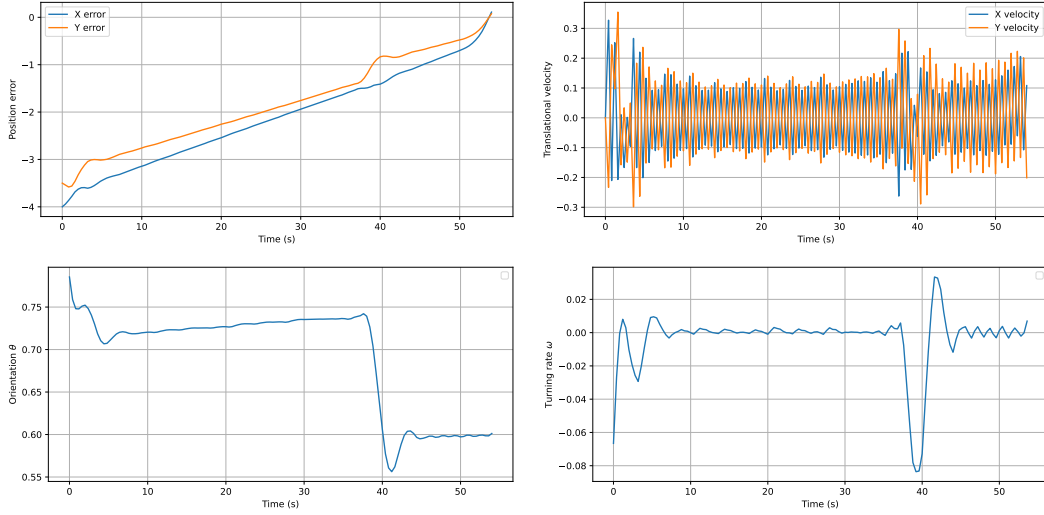 X error
Y error
Position error
0
−1
−2
−3
−4
0 10 20 30 40 50
Time (s)
X velocity
Y velocity
Translational velocity
0.3
0.2
0.1
0.0
−0.1
−0.2
−0.3
0 10 20 30 40 50
Time (s)
Orientation θ
0.75
0.70
0.65
0.60
0.55
0 10 20 30 40 50
Time (s)
Turning rate ω
0.02
0.00
−0.02
−0.04
−0.06
−0.08
0 10 20 30 40 50
Time (s)